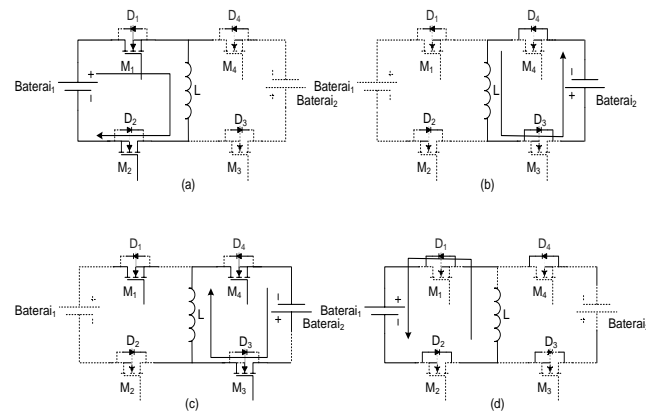 D₁ D₄
M₁ M₄
Baterai₁ + L Baterai₂
D₂ D₃
M₂ M₃
(a)
D₁ D₄
M₁ M₄
Baterai₁ L + Baterai₂
D₂ D₃
M₂ M₃
(b)
D₁ D₄
M₁ M₄
Baterai₁ L + Baterai₂
D₂ D₃
M₂ M₃
(c)
D₁ D₄
M₁ M₄
Baterai₁ + L
D₂ D₃
M₂ M₃
(d)